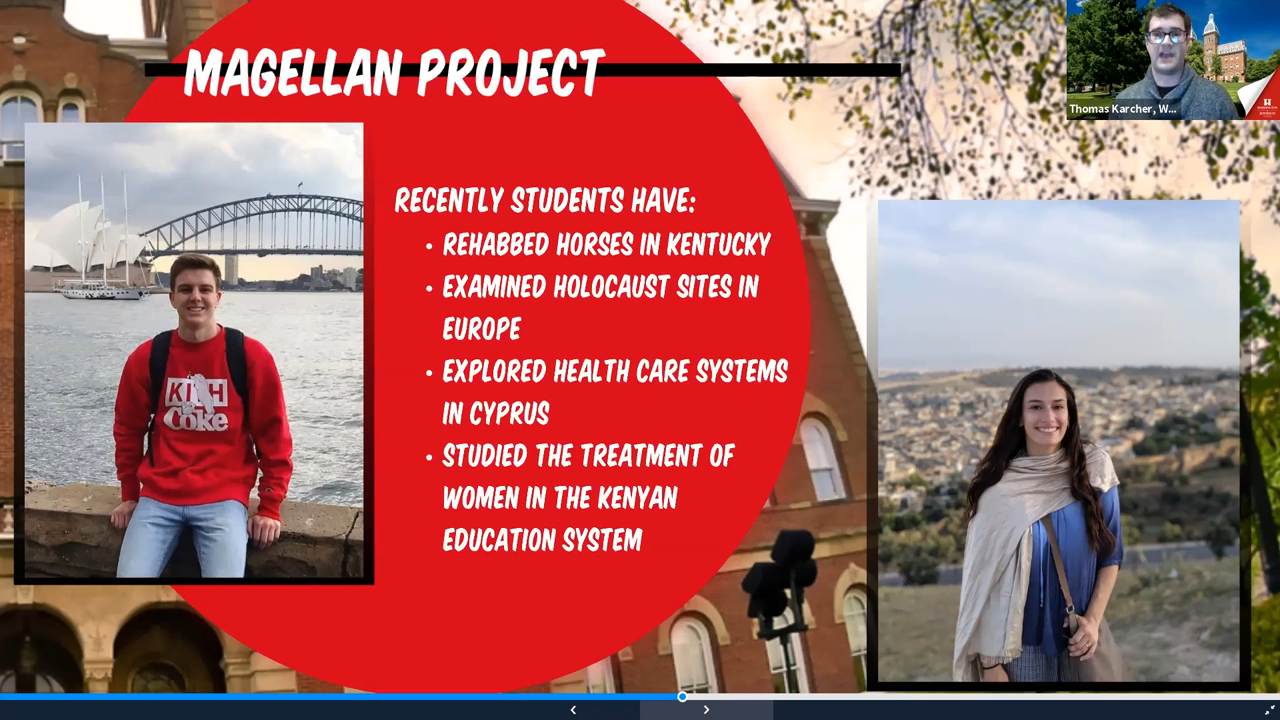 MAGELLAN PROJECT
Thomas Karcher, W...
RECENTLY STUDENTS HAVE:
• REHABBED HORSES IN KENTUCKY
• EXAMINED HOLOCAUST SITES IN
EUROPE
• EXPLORED HEALTH CARE SYSTEMS
IN CYPRUS
• STUDIED THE TREATMENT OF
WOMEN IN THE KENYAN
EDUCATION SYSTEM
KITH
Coke